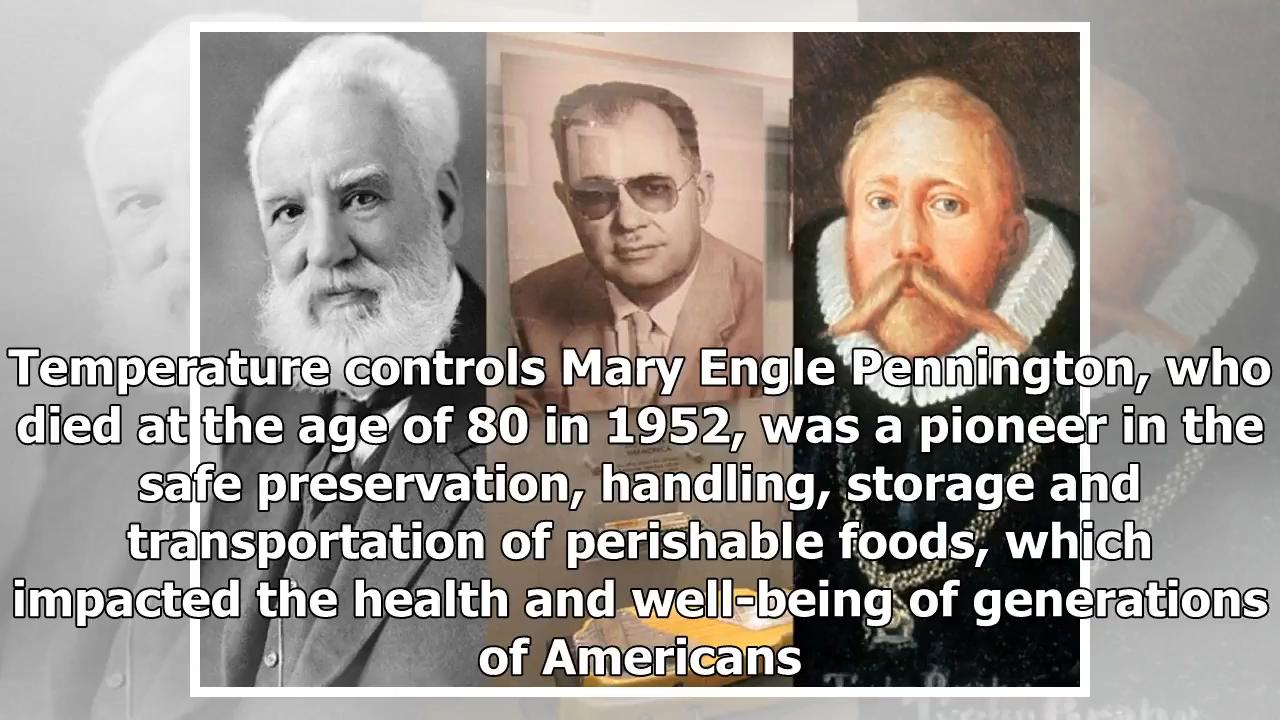 Temperature controls Mary Engle Pennington, who
died at the age of 80 in 1952, was a pioneer in the
safe preservation, handling, storage and
transportation of perishable foods, which
impacted the health and well-being of generations
of Americans
HARMONICA